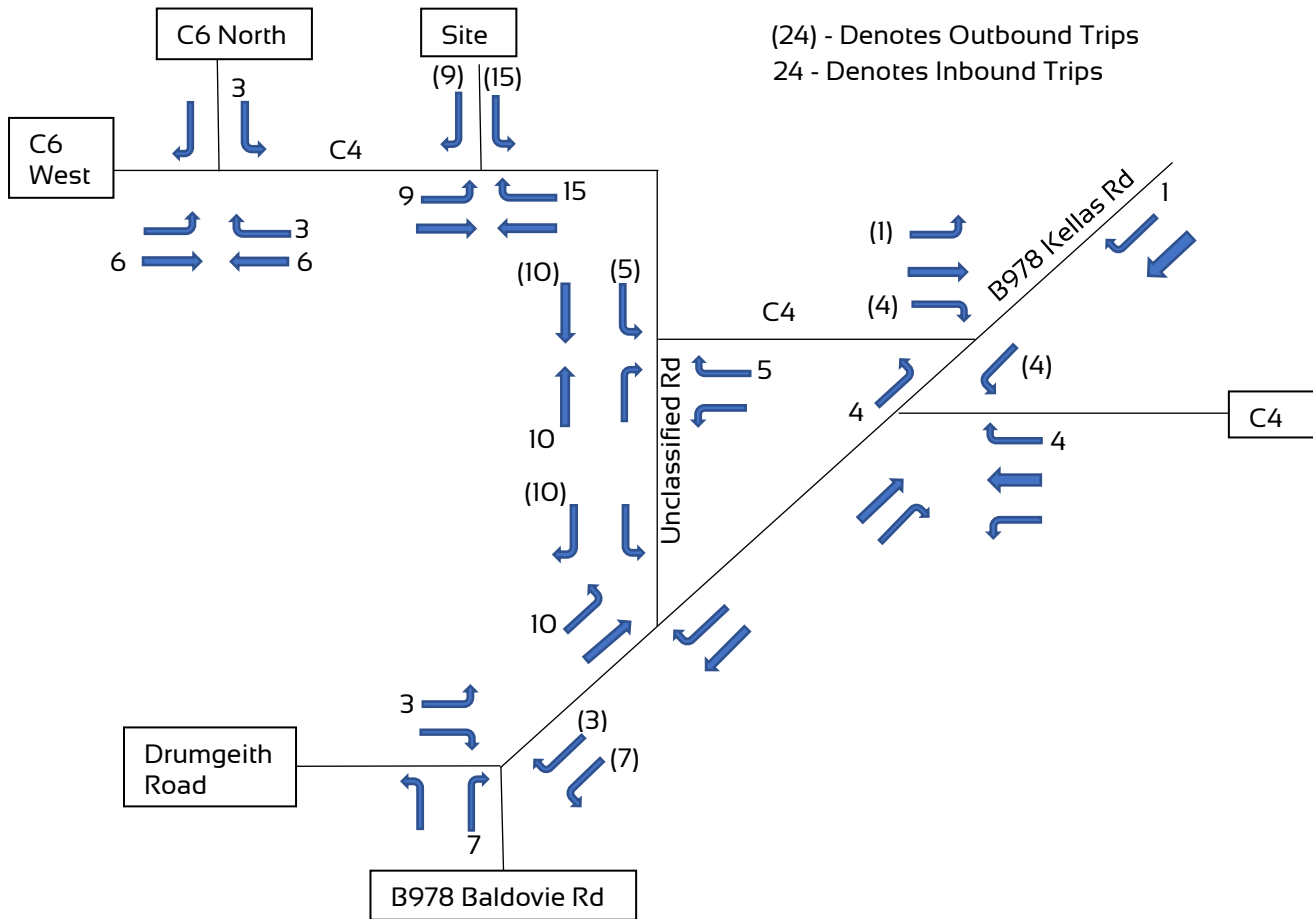 C6 North
Site
(24) - Denotes Outbound Trips
24 - Denotes Inbound Trips
(9) (15)
3
C6
West
C4
9
15
3
6
6
B978 Kellas Rd
1
(1)
(10)
(5)
C4
(4)
Unclassified Rd
5
(4)
4
C4
10
4
(10)
10
3
(3)
(7)
Drumgeith
Road
7
B978 Baldovie Rd